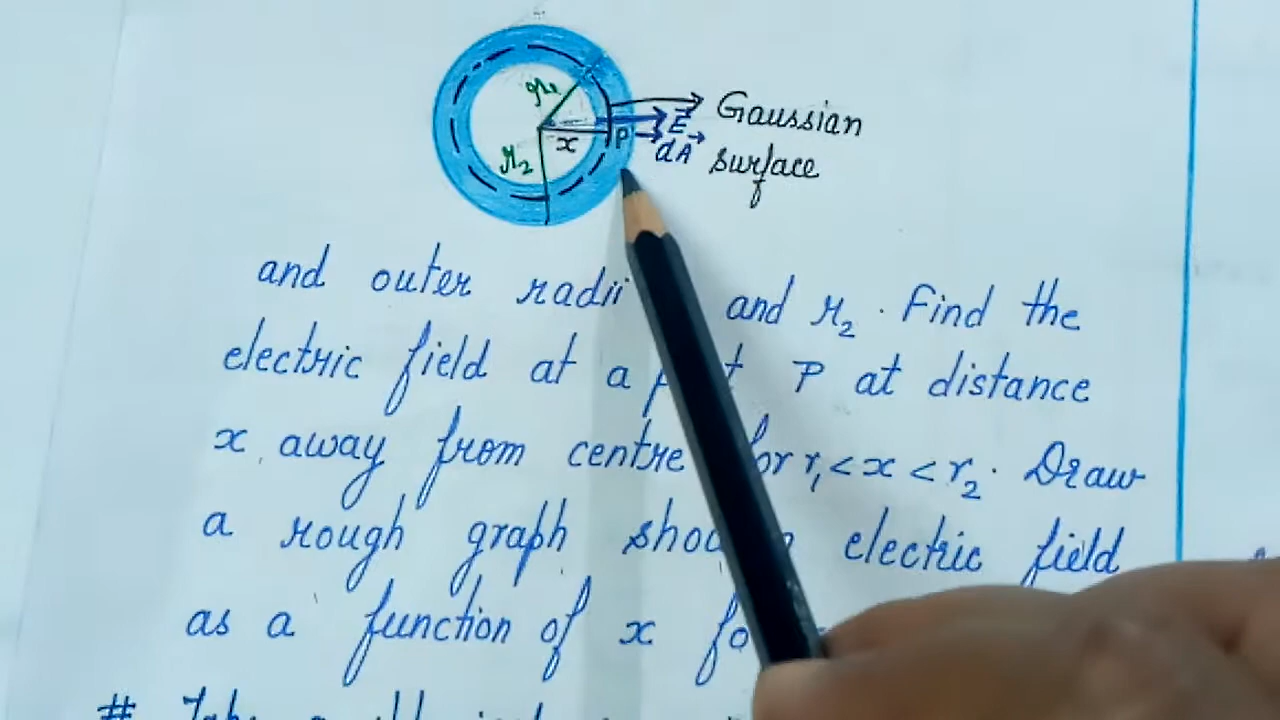 r₁
x
r₂
P
E
dA
Gaussian
surface
and outer radii and r₂. Find the
electric field at a P at distance
x away from centre for r₁ < x < r₂. Draw
a rough graph electric field
as a function of x
#